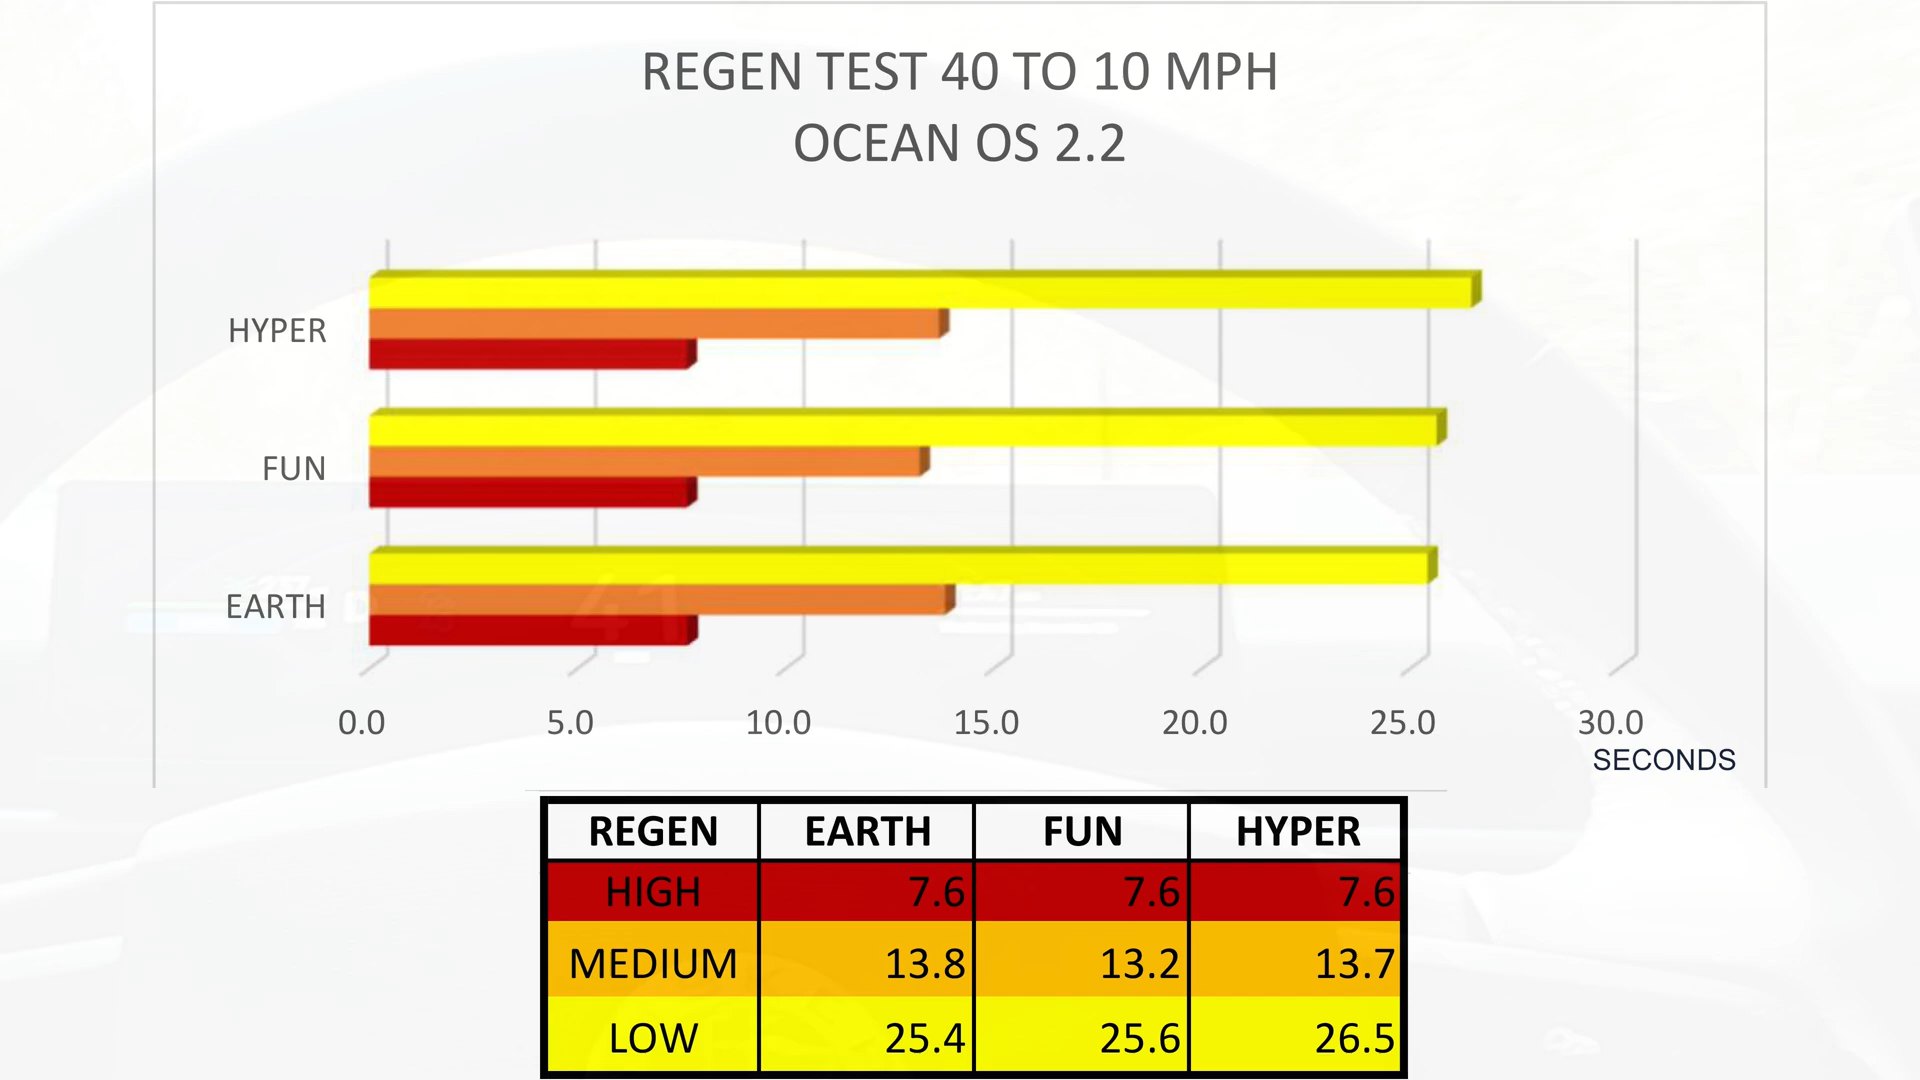 REGEN TEST 40 TO 10 MPH
OCEAN OS 2.2
HYPER
FUN
EARTH
0.0 5.0 10.0 15.0 20.0 25.0 30.0
SECONDS
REGEN EARTH FUN HYPER
HIGH 7.6 7.6 7.6
MEDIUM 13.8 13.2 13.7
LOW 25.4 25.6 26.5
41